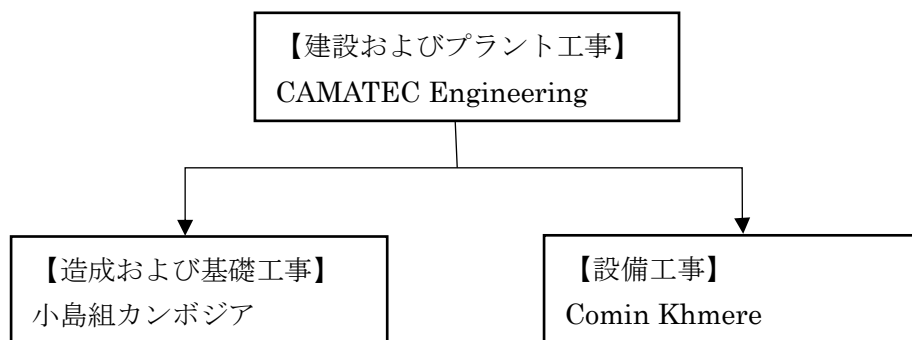 【建設およびプラント工事】
CAMATEC Engineering
【造成および基礎工事】
小島組カンボジア
【設備工事】
Comin Khmere